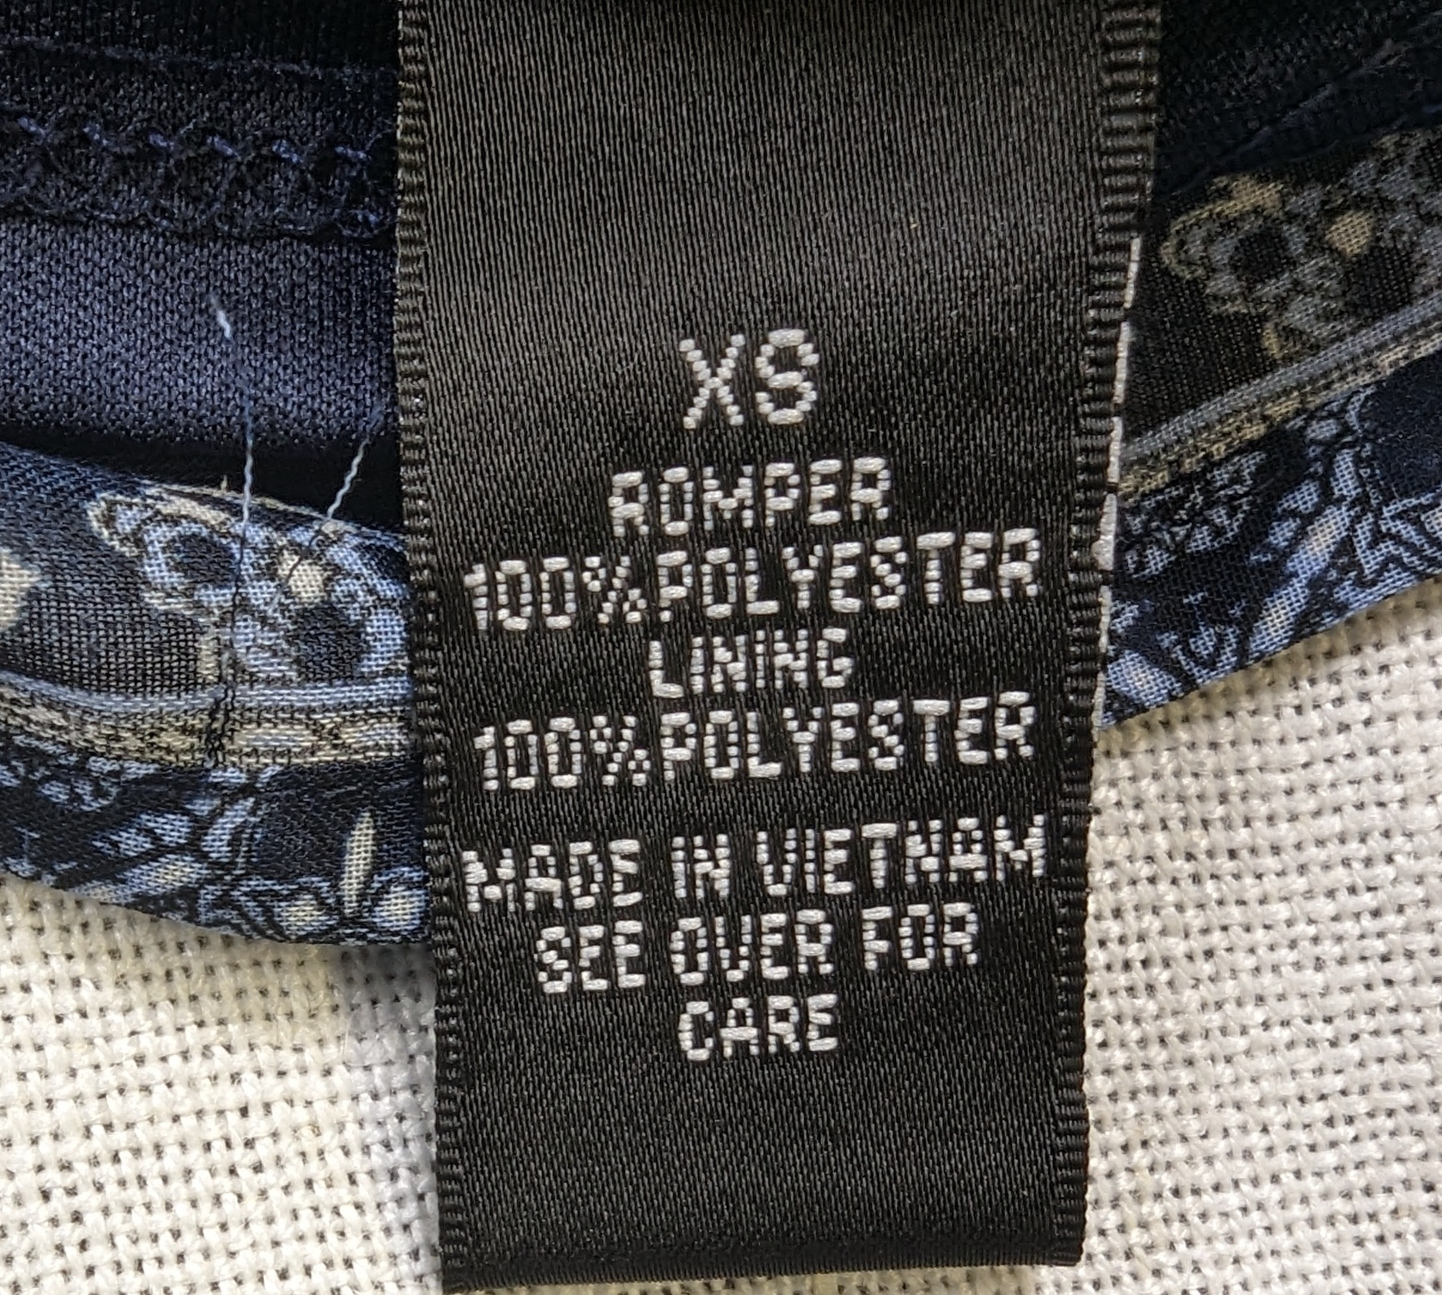 XS
ROMPER
100% POLYESTER
LINING
100% POLYESTER
MADE IN VIETNAM
SEE OVER FOR
CARE